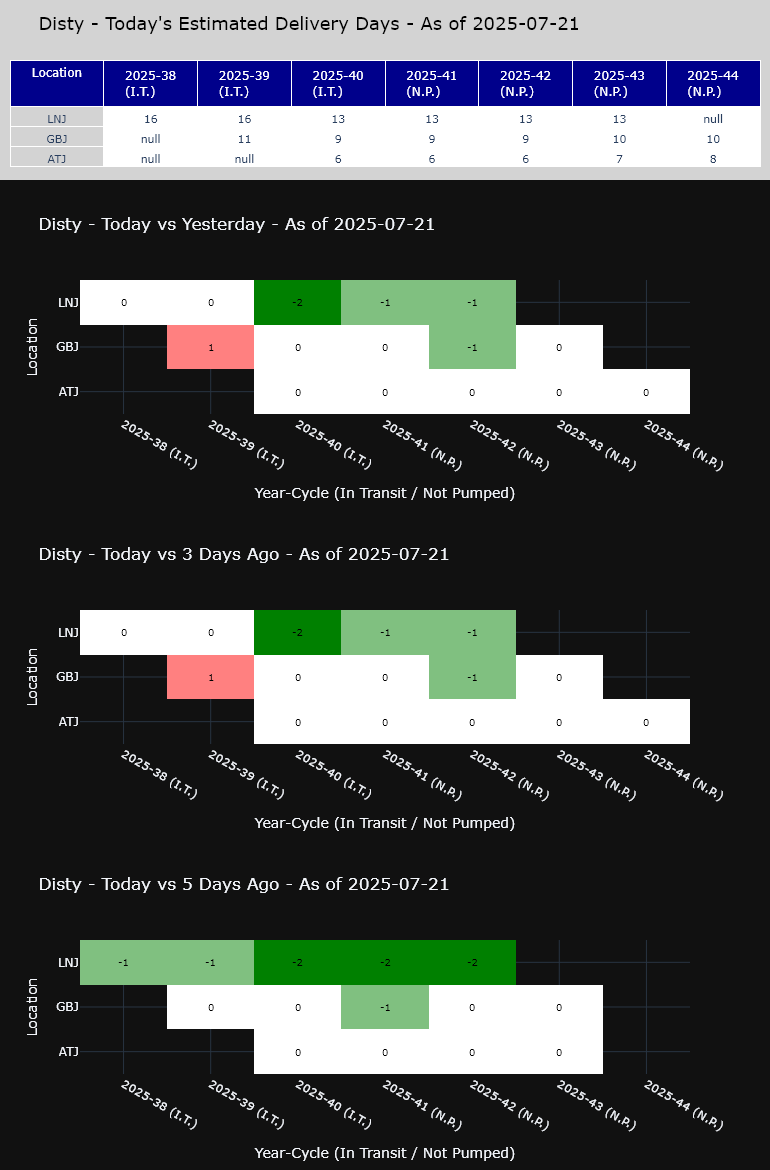 Disty - Today's Estimated Delivery Days - As of 2025-07-21
Location 2025-38 (I.T.) 2025-39 (I.T.) 2025-40 (I.T.) 2025-41 (N.P.) 2025-42 (N.P.) 2025-43 (N.P.) 2025-44 (N.P.)
LNJ 16 16 13 13 13 13 null
GBJ null 11 9 9 9 10 10
ATJ null null 6 6 6 7 8
Disty - Today vs Yesterday - As of 2025-07-21
Location
LNJ 0 0 -2 -1 -1
GBJ 1 0 0 -1 0
ATJ 0 0 0 0 0
2025-38 (I.T.) 2025-39 (I.T.) 2025-40 (I.T.) 2025-41 (N.P.) 2025-42 (N.P.) 2025-43 (N.P.) 2025-44 (N.P.)
Year-Cycle (In Transit / Not Pumped)
Disty - Today vs 3 Days Ago - As of 2025-07-21
Location
LNJ 0 0 -2 -1 -1
GBJ 1 0 0 -1 0
ATJ 0 0 0 0 0
2025-38 (I.T.) 2025-39 (I.T.) 2025-40 (I.T.) 2025-41 (N.P.) 2025-42 (N.P.) 2025-43 (N.P.) 2025-44 (N.P.)
Year-Cycle (In Transit / Not Pumped)
Disty - Today vs 5 Days Ago - As of 2025-07-21
Location
LNJ -1 -1 -2 -2 -2
GBJ 0 0 -1 0 0
ATJ 0 0 0 0
2025-38 (I.T.) 2025-39 (I.T.) 2025-40 (I.T.) 2025-41 (N.P.) 2025-42 (N.P.) 2025-43 (N.P.) 2025-44 (N.P.)
Year-Cycle (In Transit / Not Pumped)